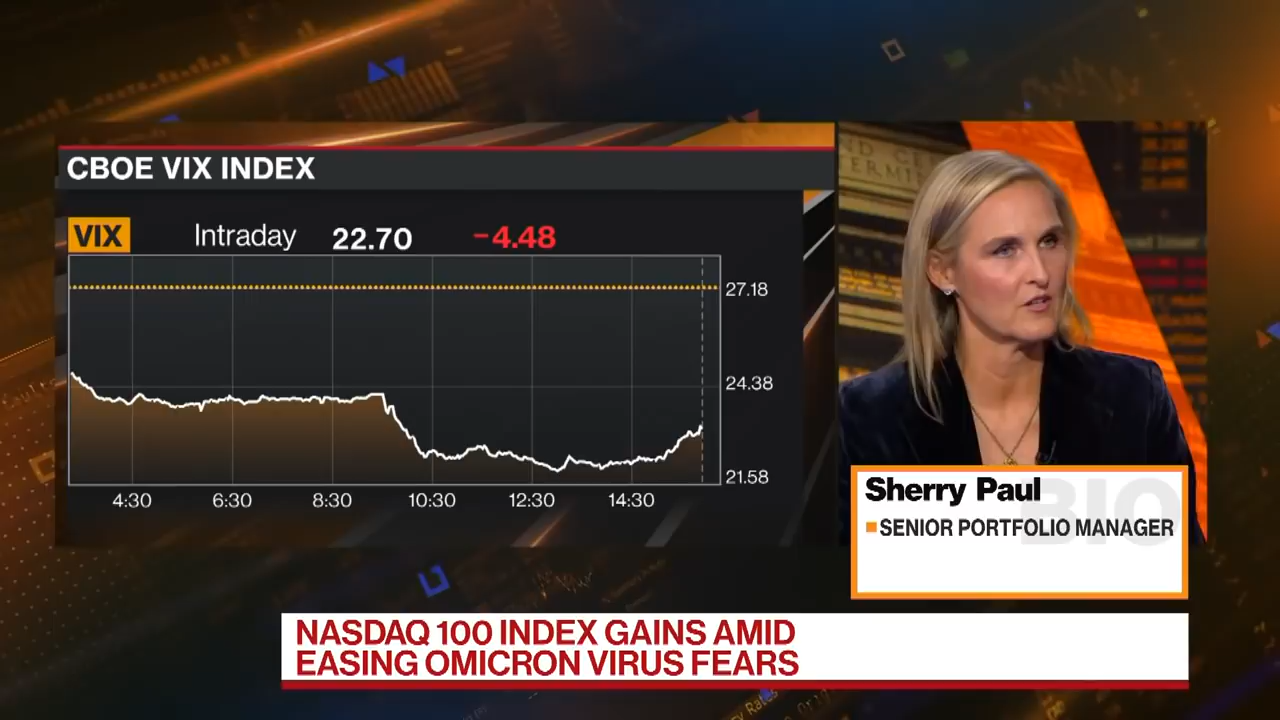 CBOE VIX INDEX
VIX Intraday 22.70 -4.48
27.18
24.38
21.58
4:30 6:30 8:30 10:30 12:30 14:30
Sherry Paul
BIO
SENIOR PORTFOLIO MANAGER
NASDAQ 100 INDEX GAINS AMID
EASING OMICRON VIRUS FEARS